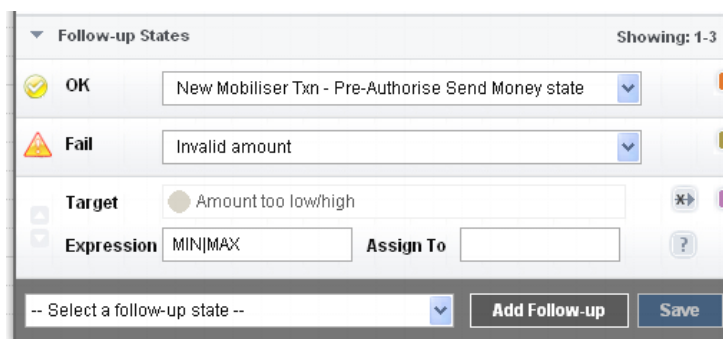 Follow-up States Showing: 1-3
OK New Mobiliser Txn - Pre-Authorise Send Money state
Fail Invalid amount
Target Amount too low/high
Expression MIN|MAX Assign To ?
-- Select a follow-up state -- Add Follow-up Save